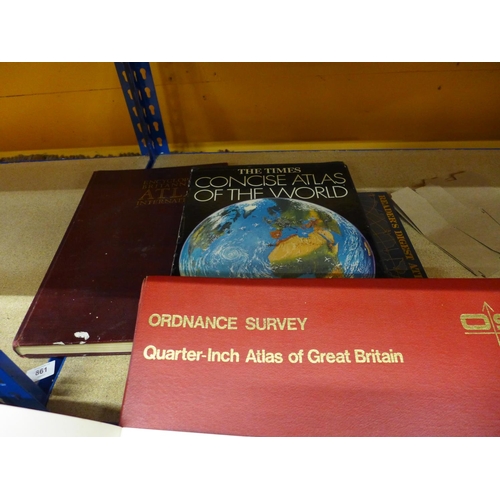 THE TIMES
CONCISE ATLAS
OF THE WORLD
ORDNANCE SURVEY
Quarter-Inch Atlas of Great Britain
OS
861